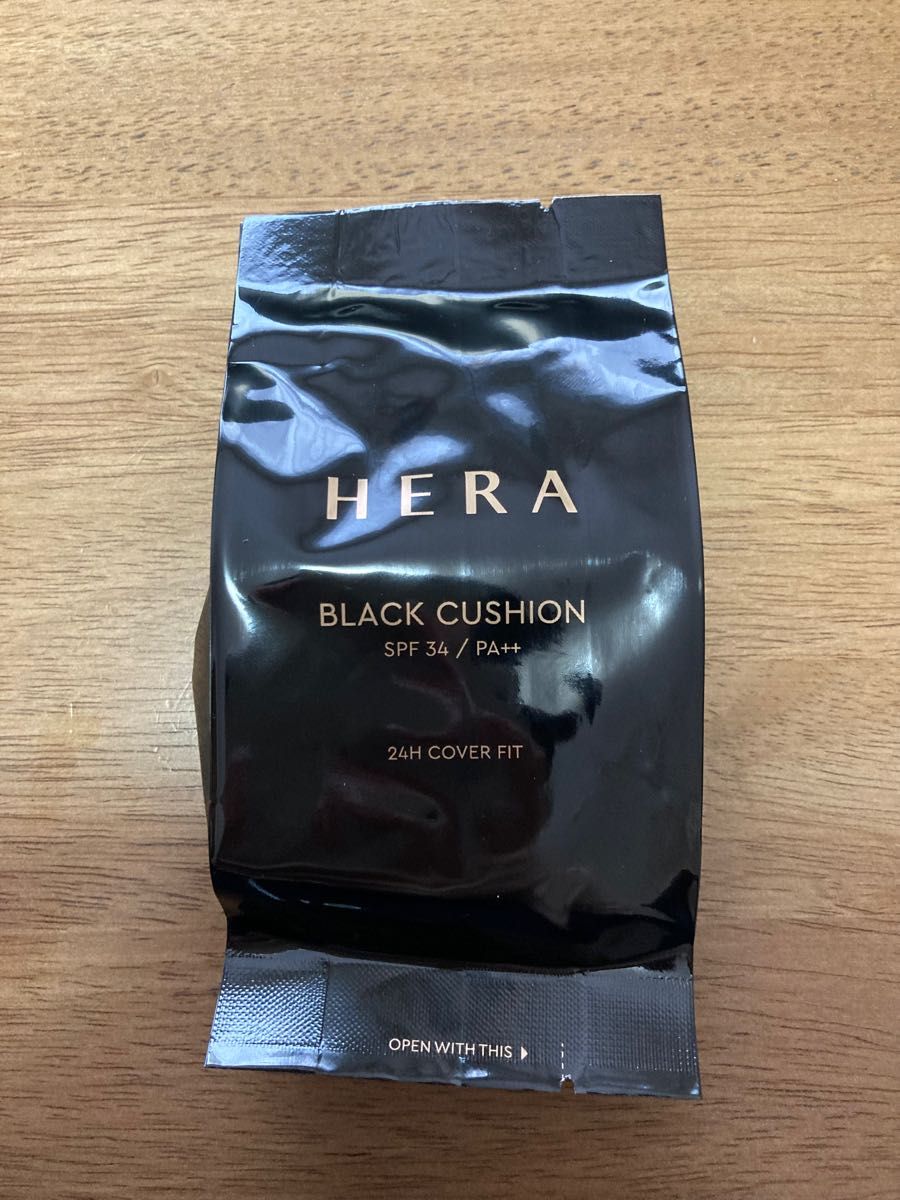 HERA
BLACK CUSHION
SPF 34 / PA++
24H COVER FIT
OPEN WITH THIS